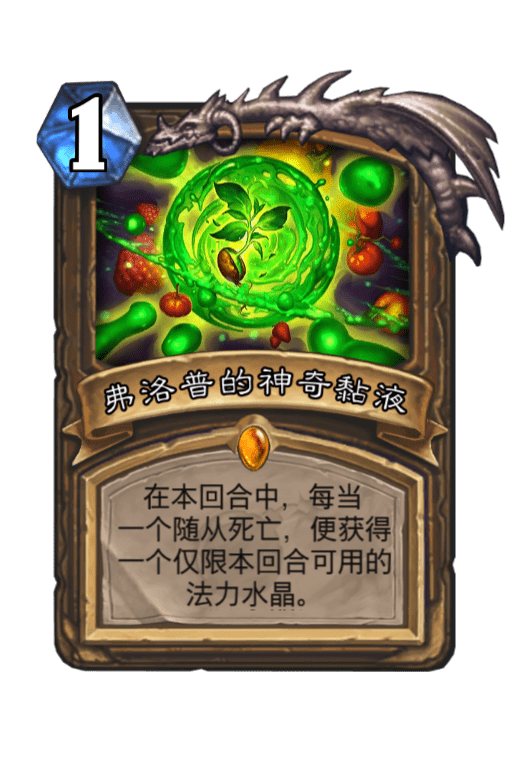 1
弗洛普的神奇黏液
在本回合中，每当
一个随从死亡，便获得
一个仅限本回合可用的
法力水晶。